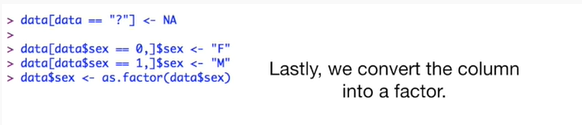 > data[data == "?"] <- NA
>
> data[data$sex == 0,]$sex <- "F"
> data[data$sex == 1,]$sex <- "M"
> data$sex <- as.factor(data$sex)
Lastly, we convert the column
into a factor.